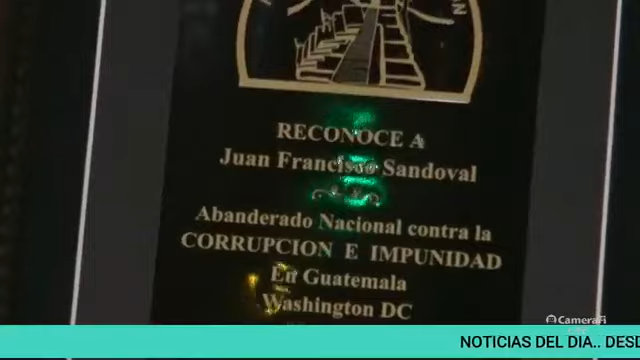 AN
RECONOCE A
Juan Francisco Sandoval
Abanderado Nacional contra la
CORRUPCION E IMPUNIDAD
En Guatemala
Washington DC
CameraFi
NOTICIAS DEL DIA.. DESD